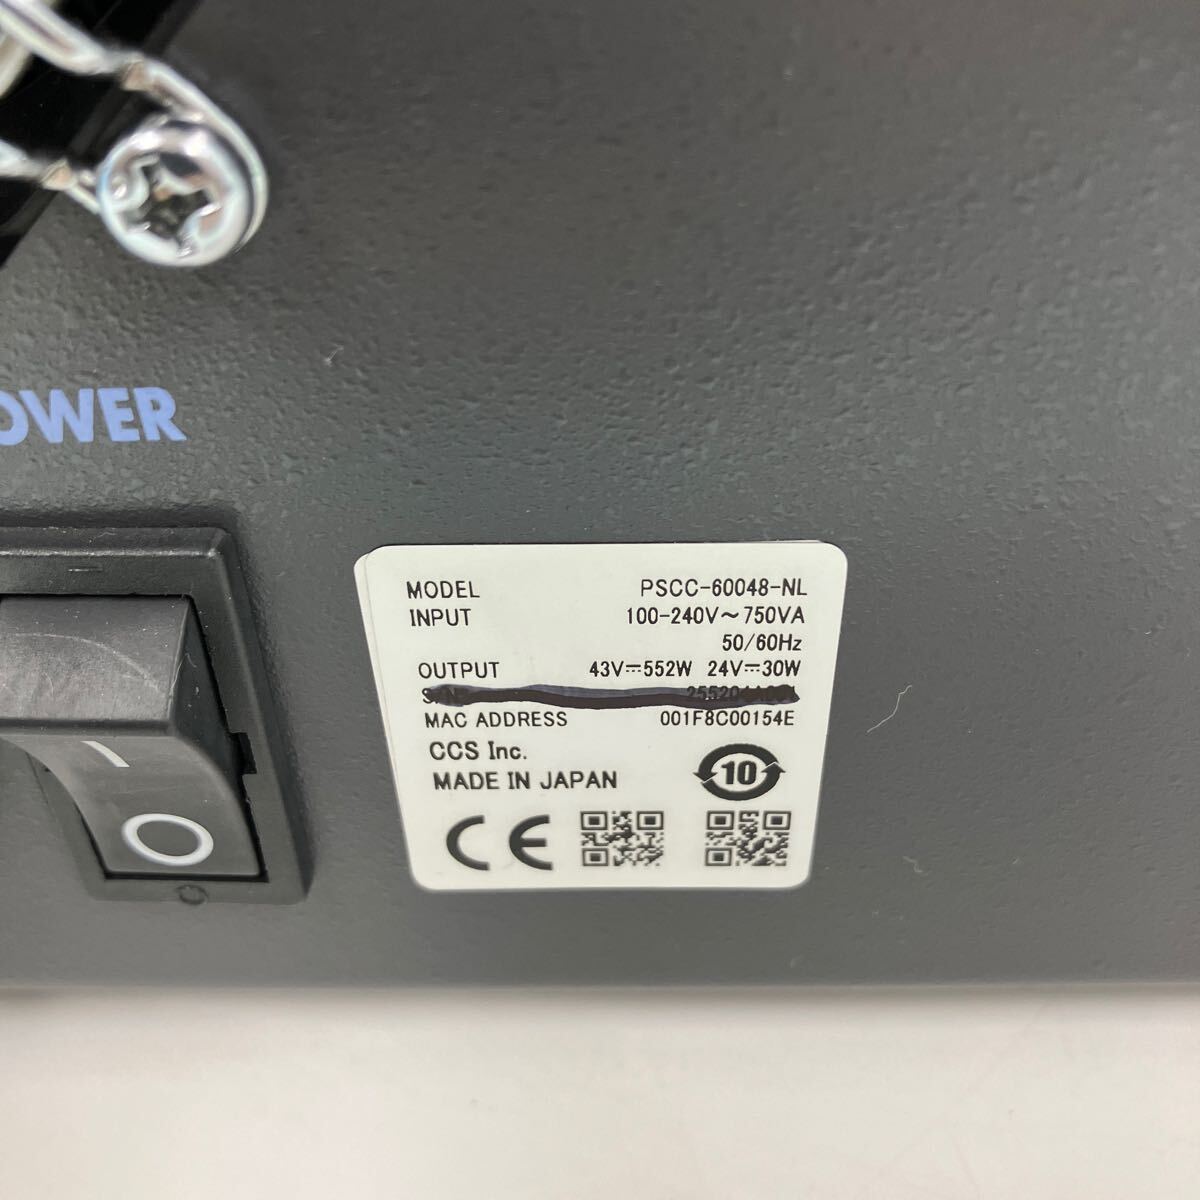 OWER
MODEL PSCC-60048-NL
INPUT 100-240V～750VA
50/60Hz
OUTPUT 43V⎓552W 24V⎓30W
MAC ADDRESS 001F8C00154E
CCS Inc.
MADE IN JAPAN
10
CE